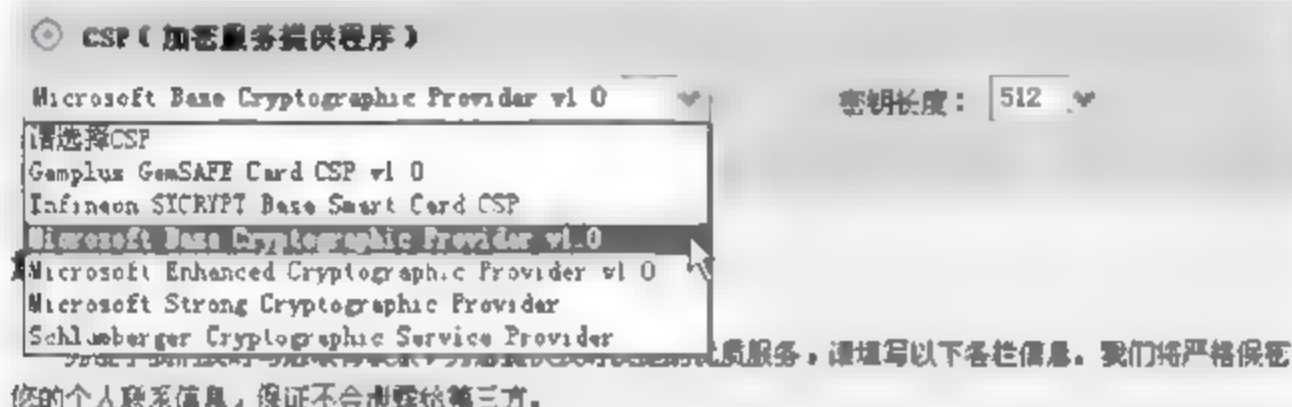 CSP(加密服务提供程序)
Microsoft Base Cryptographic Provider v1.0 密钥长度: 512
请选择CSP
Gemplus GemSAFE Card CSP v1.0
Infineon SICRYPT Base Smart Card CSP
Microsoft Base Cryptographic Provider v1.0
Microsoft Enhanced Cryptographic Provider v1.0
Microsoft Strong Cryptographic Provider
Schlumberger Cryptographic Service Provider
质服务,请填写以下各栏信息。我们将严格保密
您的个人联系信息,保证不会泄露给第三方。